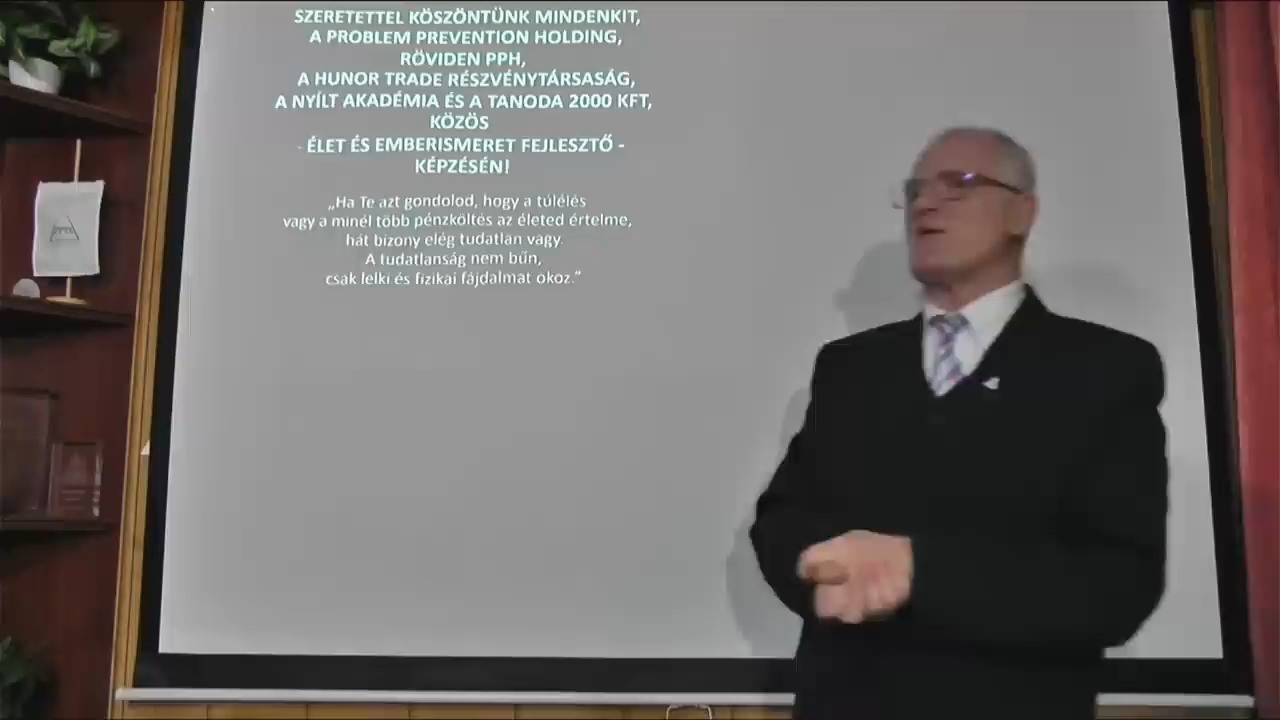 SZERETETTEL KÖSZÖNTÜNK MINDENKIT,
A PROBLEM PREVENTION HOLDING,
RÖVIDEN PPH,
A HUNOR TRADE RÉSZVÉNYTÁRSASÁG,
A NYÍLT AKADÉMIA ÉS A TANODA 2000 KFT,
KÖZÖS
- ÉLET ÉS EMBERISMERET FEJLESZTŐ -
KÉPZÉSÉN!
„Ha Te azt gondolod, hogy a túlélés
vagy a minél több pénzköltés az életed értelme,
hát bizony elég tudatlan vagy.
A tudatlanság nem bűn,
csak lelki és fizikai fájdalmat okoz.”